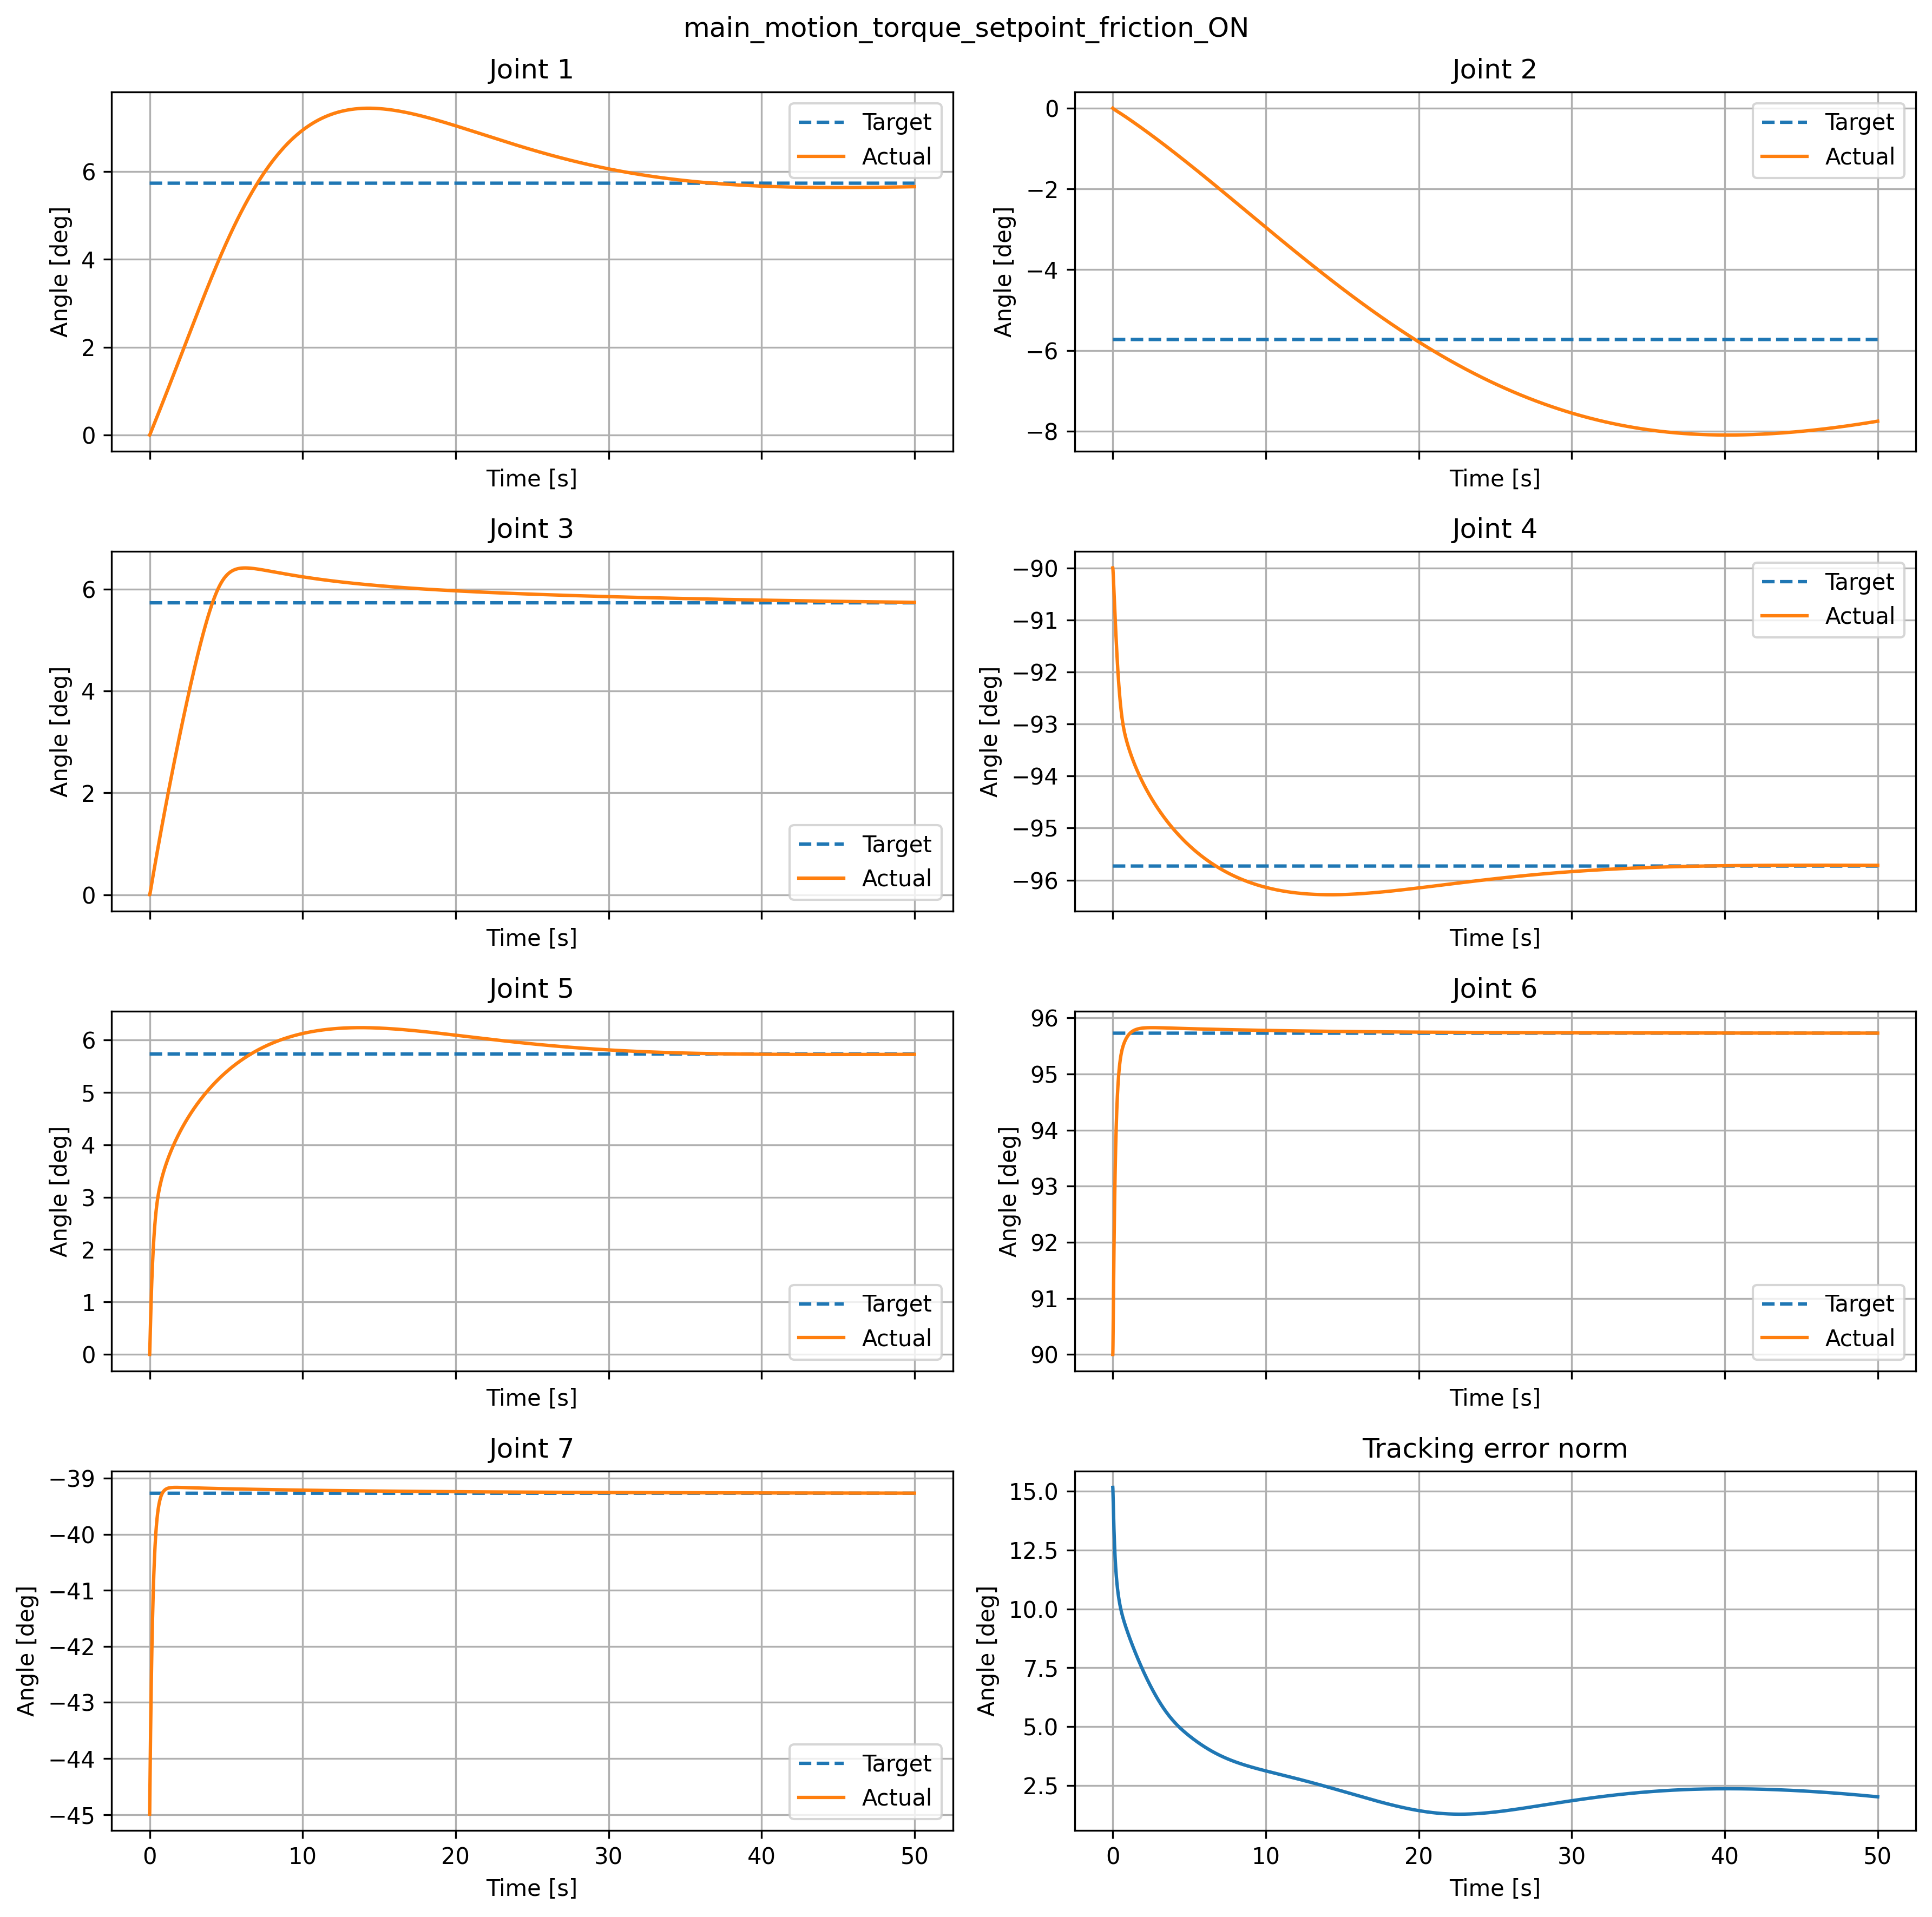 main_motion_torque_setpoint_friction_ON
Joint 1
Angle [deg]
6
4
2
0
Target
Actual
Time [s]
Joint 2
Angle [deg]
0
−2
−4
−6
−8
Target
Actual
Time [s]
Joint 3
Angle [deg]
6
4
2
0
Target
Actual
Time [s]
Joint 4
Angle [deg]
−90
−91
−92
−93
−94
−95
−96
Target
Actual
Time [s]
Joint 5
Angle [deg]
6
5
4
3
2
1
0
Target
Actual
Time [s]
Joint 6
Angle [deg]
96
95
94
93
92
91
90
Target
Actual
Time [s]
Joint 7
Angle [deg]
−39
−40
−41
−42
−43
−44
−45
Target
Actual
0 10 20 30 40 50
Time [s]
Tracking error norm
Angle [deg]
15.0
12.5
10.0
7.5
5.0
2.5
0 10 20 30 40 50
Time [s]